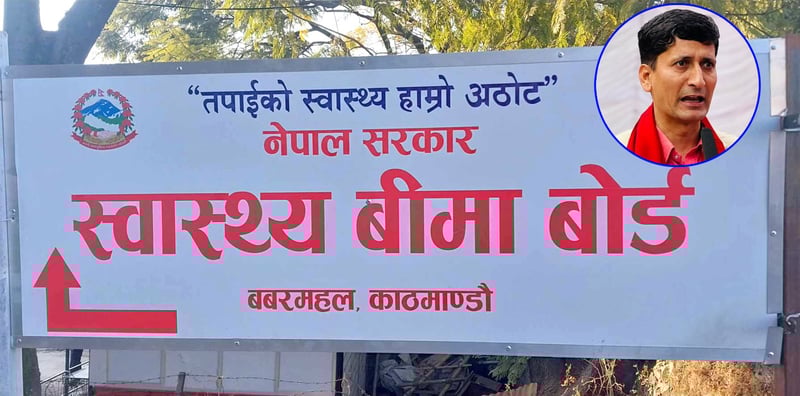 “तपाईको स्वास्थ्य हाम्रो अठोट”
नेपाल सरकार
स्वास्थ्य बीमा बोर्ड
बबरमहल, काठमाण्डौ